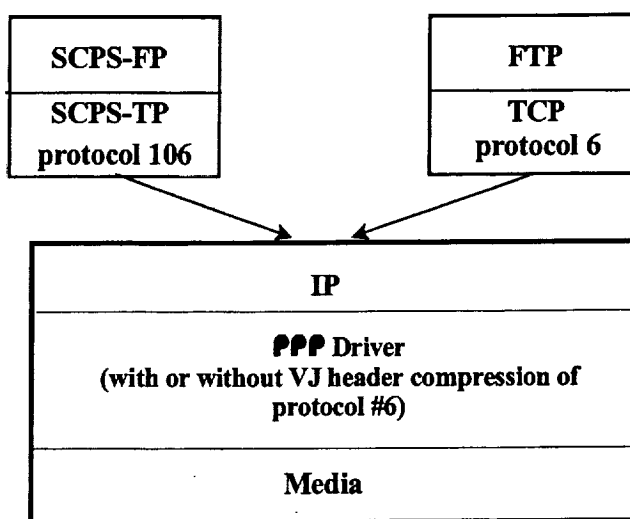 SCPS-FP
SCPS-TP
protocol 106
FTP
TCP
protocol 6
IP
PPP Driver
(with or without VJ header compression of
protocol #6)
Media